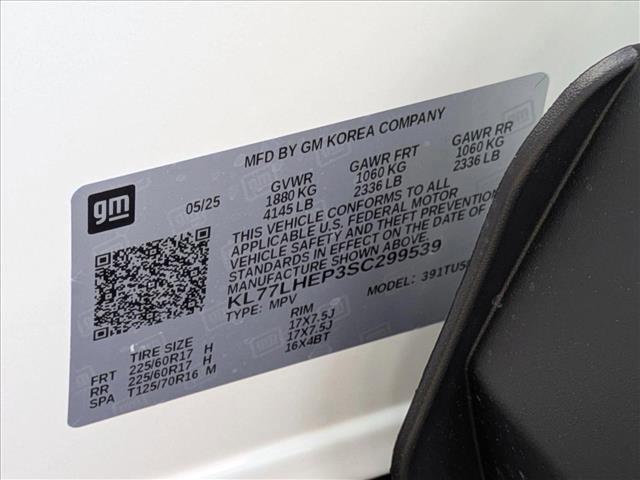 MFD BY GM KOREA COMPANY
gm
05/25
GVWR GAWR FRT GAWR RR
1880 KG 1060 KG 1060 KG
4145 LB 2336 LB 2336 LB
THIS VEHICLE CONFORMS TO ALL
APPLICABLE U.S. FEDERAL MOTOR
VEHICLE SAFETY AND THEFT PREVENTION
STANDARDS IN EFFECT ON THE DATE OF
MANUFACTURE SHOWN ABOVE.
KL77LHEP3SC299539
TYPE: MPV MODEL:
TIRE SIZE RIM
FRT 225/60R17 H 17X7.5J
RR 225/60R17 H 17X7.5J
SPA T125/70R16 M 16X4BT